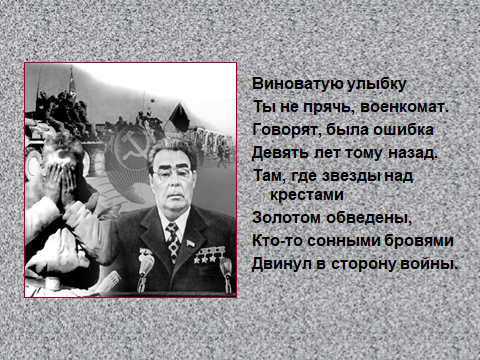 Виноватую улыбку
Ты не прячь, военкомат.
Говорят, была ошибка
Девять лет тому назад.
Там, где звезды над
крестами
Золотом обведены,
Кто-то сонными бровями
Двинул в сторону войны.